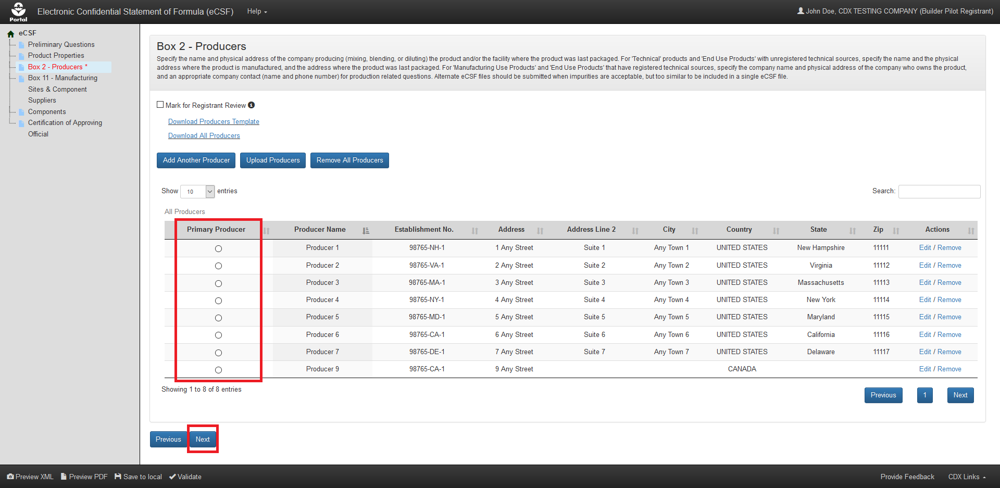 Portal
Electronic Confidential Statement of Formula (eCSF) Help
John Doe, CDX TESTING COMPANY (Builder Pilot Registrant)
eCSF
Preliminary Questions
Product Properties
Box 2 - Producers *
Box 11 - Manufacturing
Sites & Component
Suppliers
Components
Certification of Approving
Official
Box 2 - Producers
Specify the name and physical address of the company producing (mixing, blending, or diluting) the product and/or the facility where the product was last packaged. For 'Technical' products and 'End Use Products' with unregistered technical sources, specify the name and the physical
address where the product is manufactured, and the address where the product was last packaged. For 'Manufacturing Use Products' and 'End Use Products' that have registered technical sources, specify the company name and physical address of the company who owns the product,
and an appropriate company contact (name and phone number) for production related questions. Alternate eCSF files should be submitted when impurities are acceptable, but too similar to be included in a single eCSF file.
Mark for Registrant Review
Download Producers Template
Download All Producers
Add Another Producer Upload Producers Remove All Producers
Show 10 entries Search:
All Producers
Primary Producer Producer Name Establishment No. Address Address Line 2 City Country State Zip Actions
Producer 1 98765-NH-1 1 Any Street Suite 1 Any Town 1 UNITED STATES New Hampshire 11111 Edit / Remove
Producer 2 98765-VA-1 2 Any Street Suite 2 Any Town 2 UNITED STATES Virginia 11112 Edit / Remove
Producer 3 98765-MA-1 3 Any Street Suite 3 Any Town 3 UNITED STATES Massachusetts 11113 Edit / Remove
Producer 4 98765-NY-1 4 Any Street Suite 4 Any Town 4 UNITED STATES New York 11114 Edit / Remove
Producer 5 98765-MD-1 5 Any Street Suite 5 Any Town 5 UNITED STATES Maryland 11115 Edit / Remove
Producer 6 98765-CA-1 6 Any Street Suite 6 Any Town 6 UNITED STATES California 11116 Edit / Remove
Producer 7 98765-DE-1 7 Any Street Suite 7 Any Town 7 UNITED STATES Delaware 11117 Edit / Remove
Producer 9 98765-CA-1 9 Any Street CANADA Edit / Remove
Showing 1 to 8 of 8 entries
Previous 1 Next
Previous Next
Preview XML Preview PDF Save to local Validate
Provide Feedback CDX Links